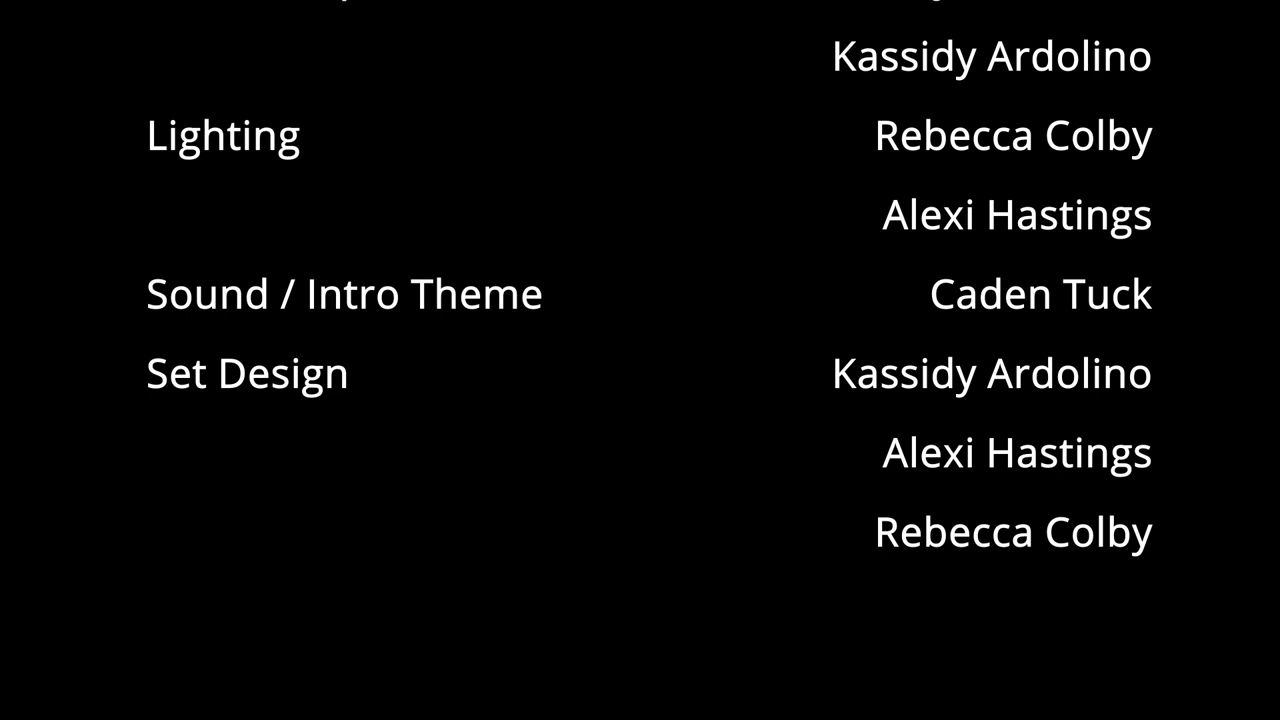 Kassidy Ardolino
Lighting Rebecca Colby
Alexi Hastings
Sound / Intro Theme Caden Tuck
Set Design Kassidy Ardolino
Alexi Hastings
Rebecca Colby